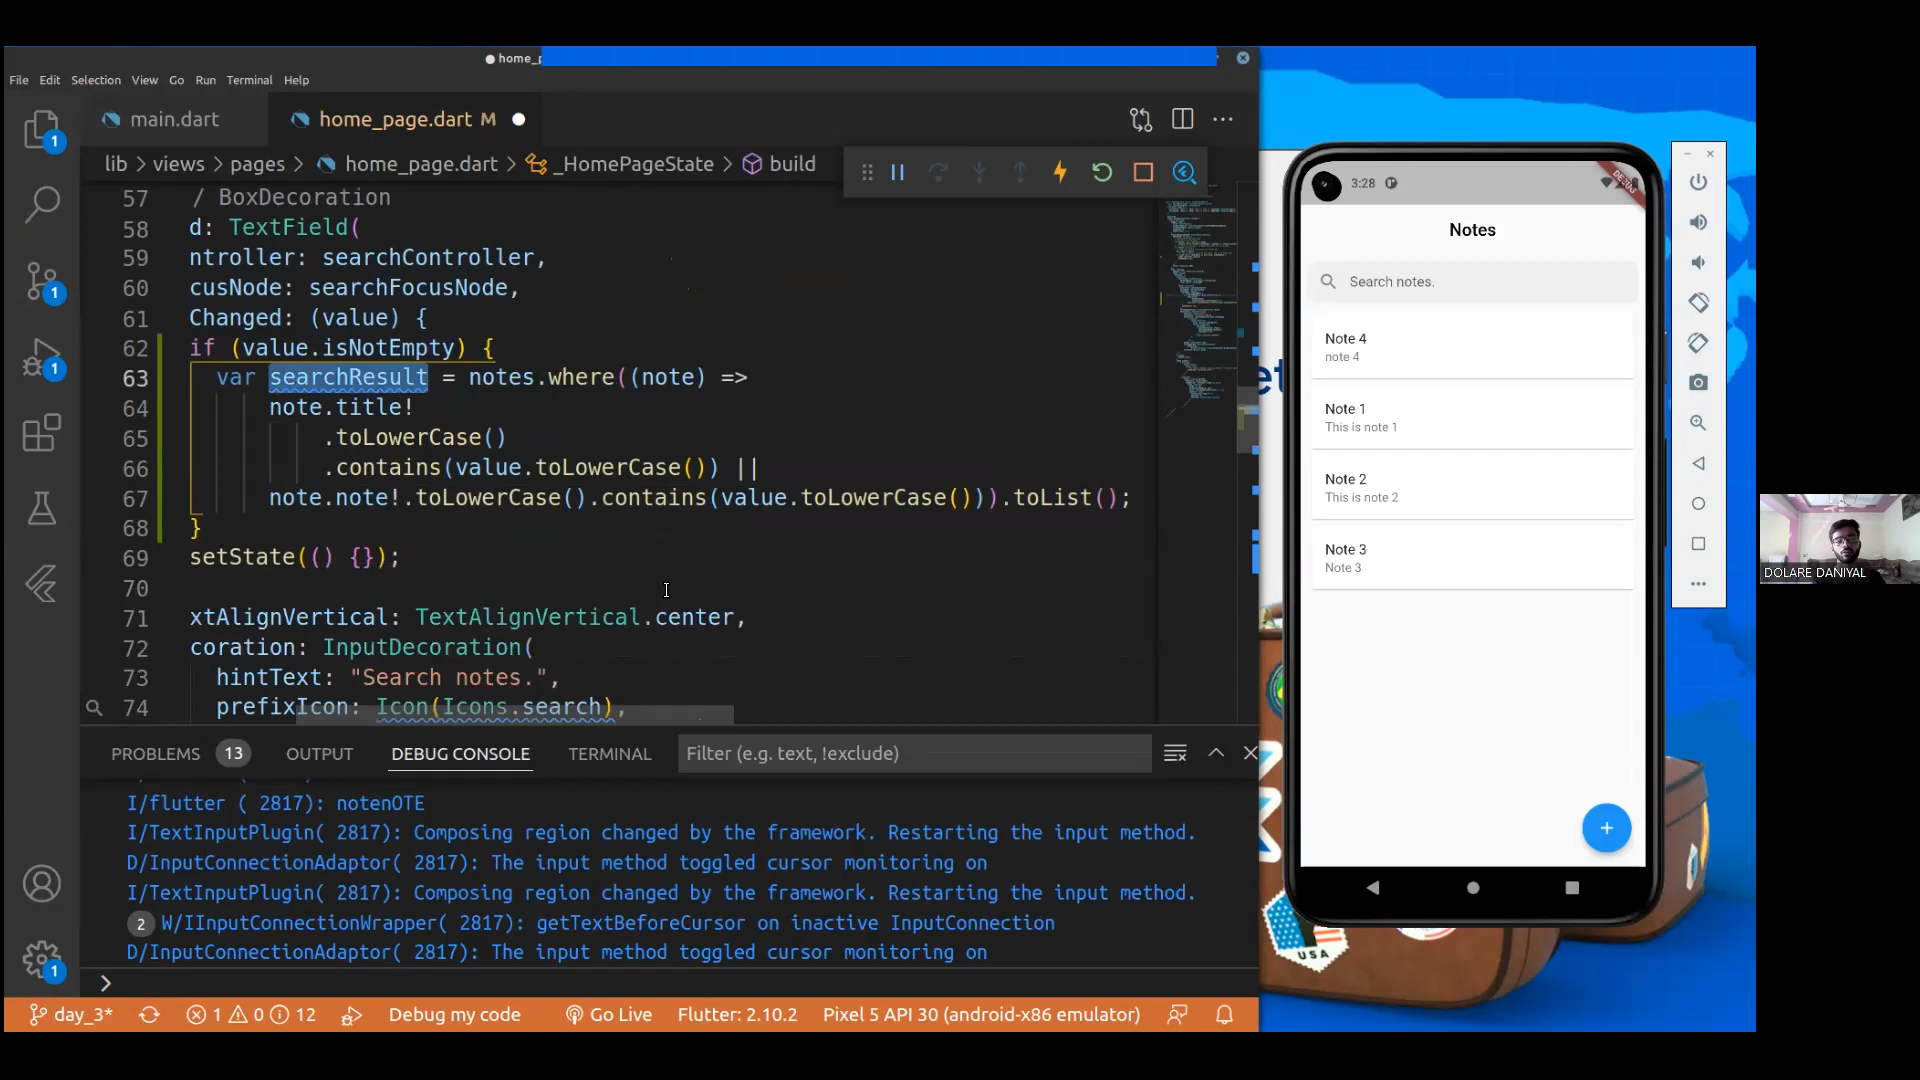 home_p
File Edit Selection View Go Run Terminal Help
main.dart
home_page.dart M
lib > views > pages > home_page.dart > _HomePageState > build
57 / BoxDecoration
58 d: TextField(
59 ntroller: searchController,
60 cusNode: searchFocusNode,
61 Changed: (value) {
62 if (value.isNotEmpty) {
63 var searchResult = notes.where((note) =>
64 note.title!
65 .toLowerCase()
66 .contains(value.toLowerCase()) ||
67 note.note!.toLowerCase().contains(value.toLowerCase())).toList();
68 }
69 setState(() {});
70
71 xtAlignVertical: TextAlignVertical.center,
72 coration: InputDecoration(
73 hintText: "Search notes.",
74 prefixIcon: Icon(Icons.search),
1
1
1
1
PROBLEMS 13 OUTPUT DEBUG CONSOLE TERMINAL Filter (e.g. text, !exclude)
I/flutter ( 2817): notenOTE
I/TextInputPlugin( 2817): Composing region changed by the framework. Restarting the input method.
D/InputConnectionAdaptor( 2817): The input method toggled cursor monitoring on
I/TextInputPlugin( 2817): Composing region changed by the framework. Restarting the input method.
2 W/IInputConnectionWrapper( 2817): getTextBeforeCursor on inactive InputConnection
D/InputConnectionAdaptor( 2817): The input method toggled cursor monitoring on
day_3* 1 0 12 Debug my code Go Live Flutter: 2.10.2 Pixel 5 API 30 (android-x86 emulator)
3:28
Notes
Search notes.
Note 4
note 4
Note 1
This is note 1
Note 2
This is note 2
Note 3
Note 3
et
USA
DOLARE DANIYAL